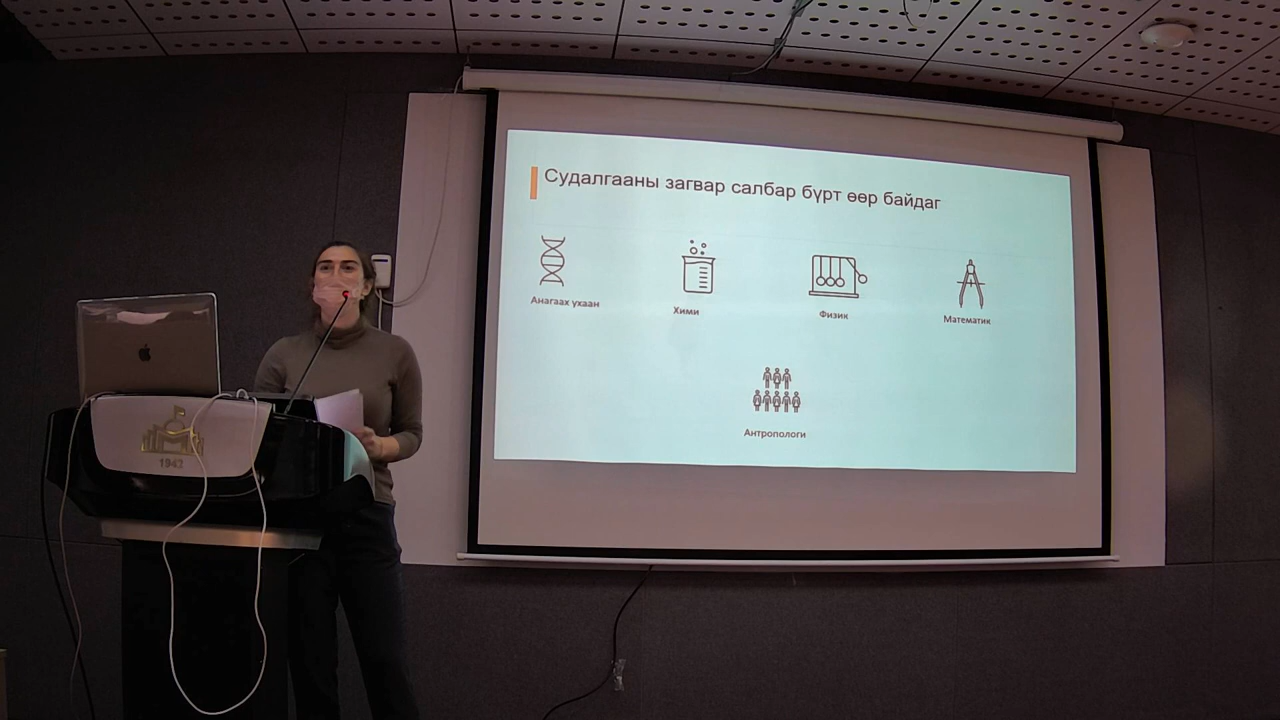 Судалгааны загвар салбар бүрт өөр байдаг
Анагаах ухаан
Хими
Физик
Математик
Антропологи
1942